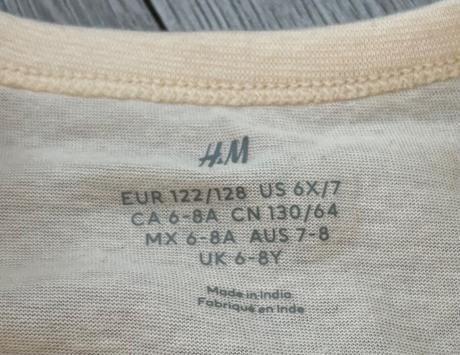 H&M
EUR 122/128 US 6X/7
CA 6-8A CN 130/64
MX 6-8A AUS 7-8
UK 6-8Y
Made in India
Fabriqué en Inde